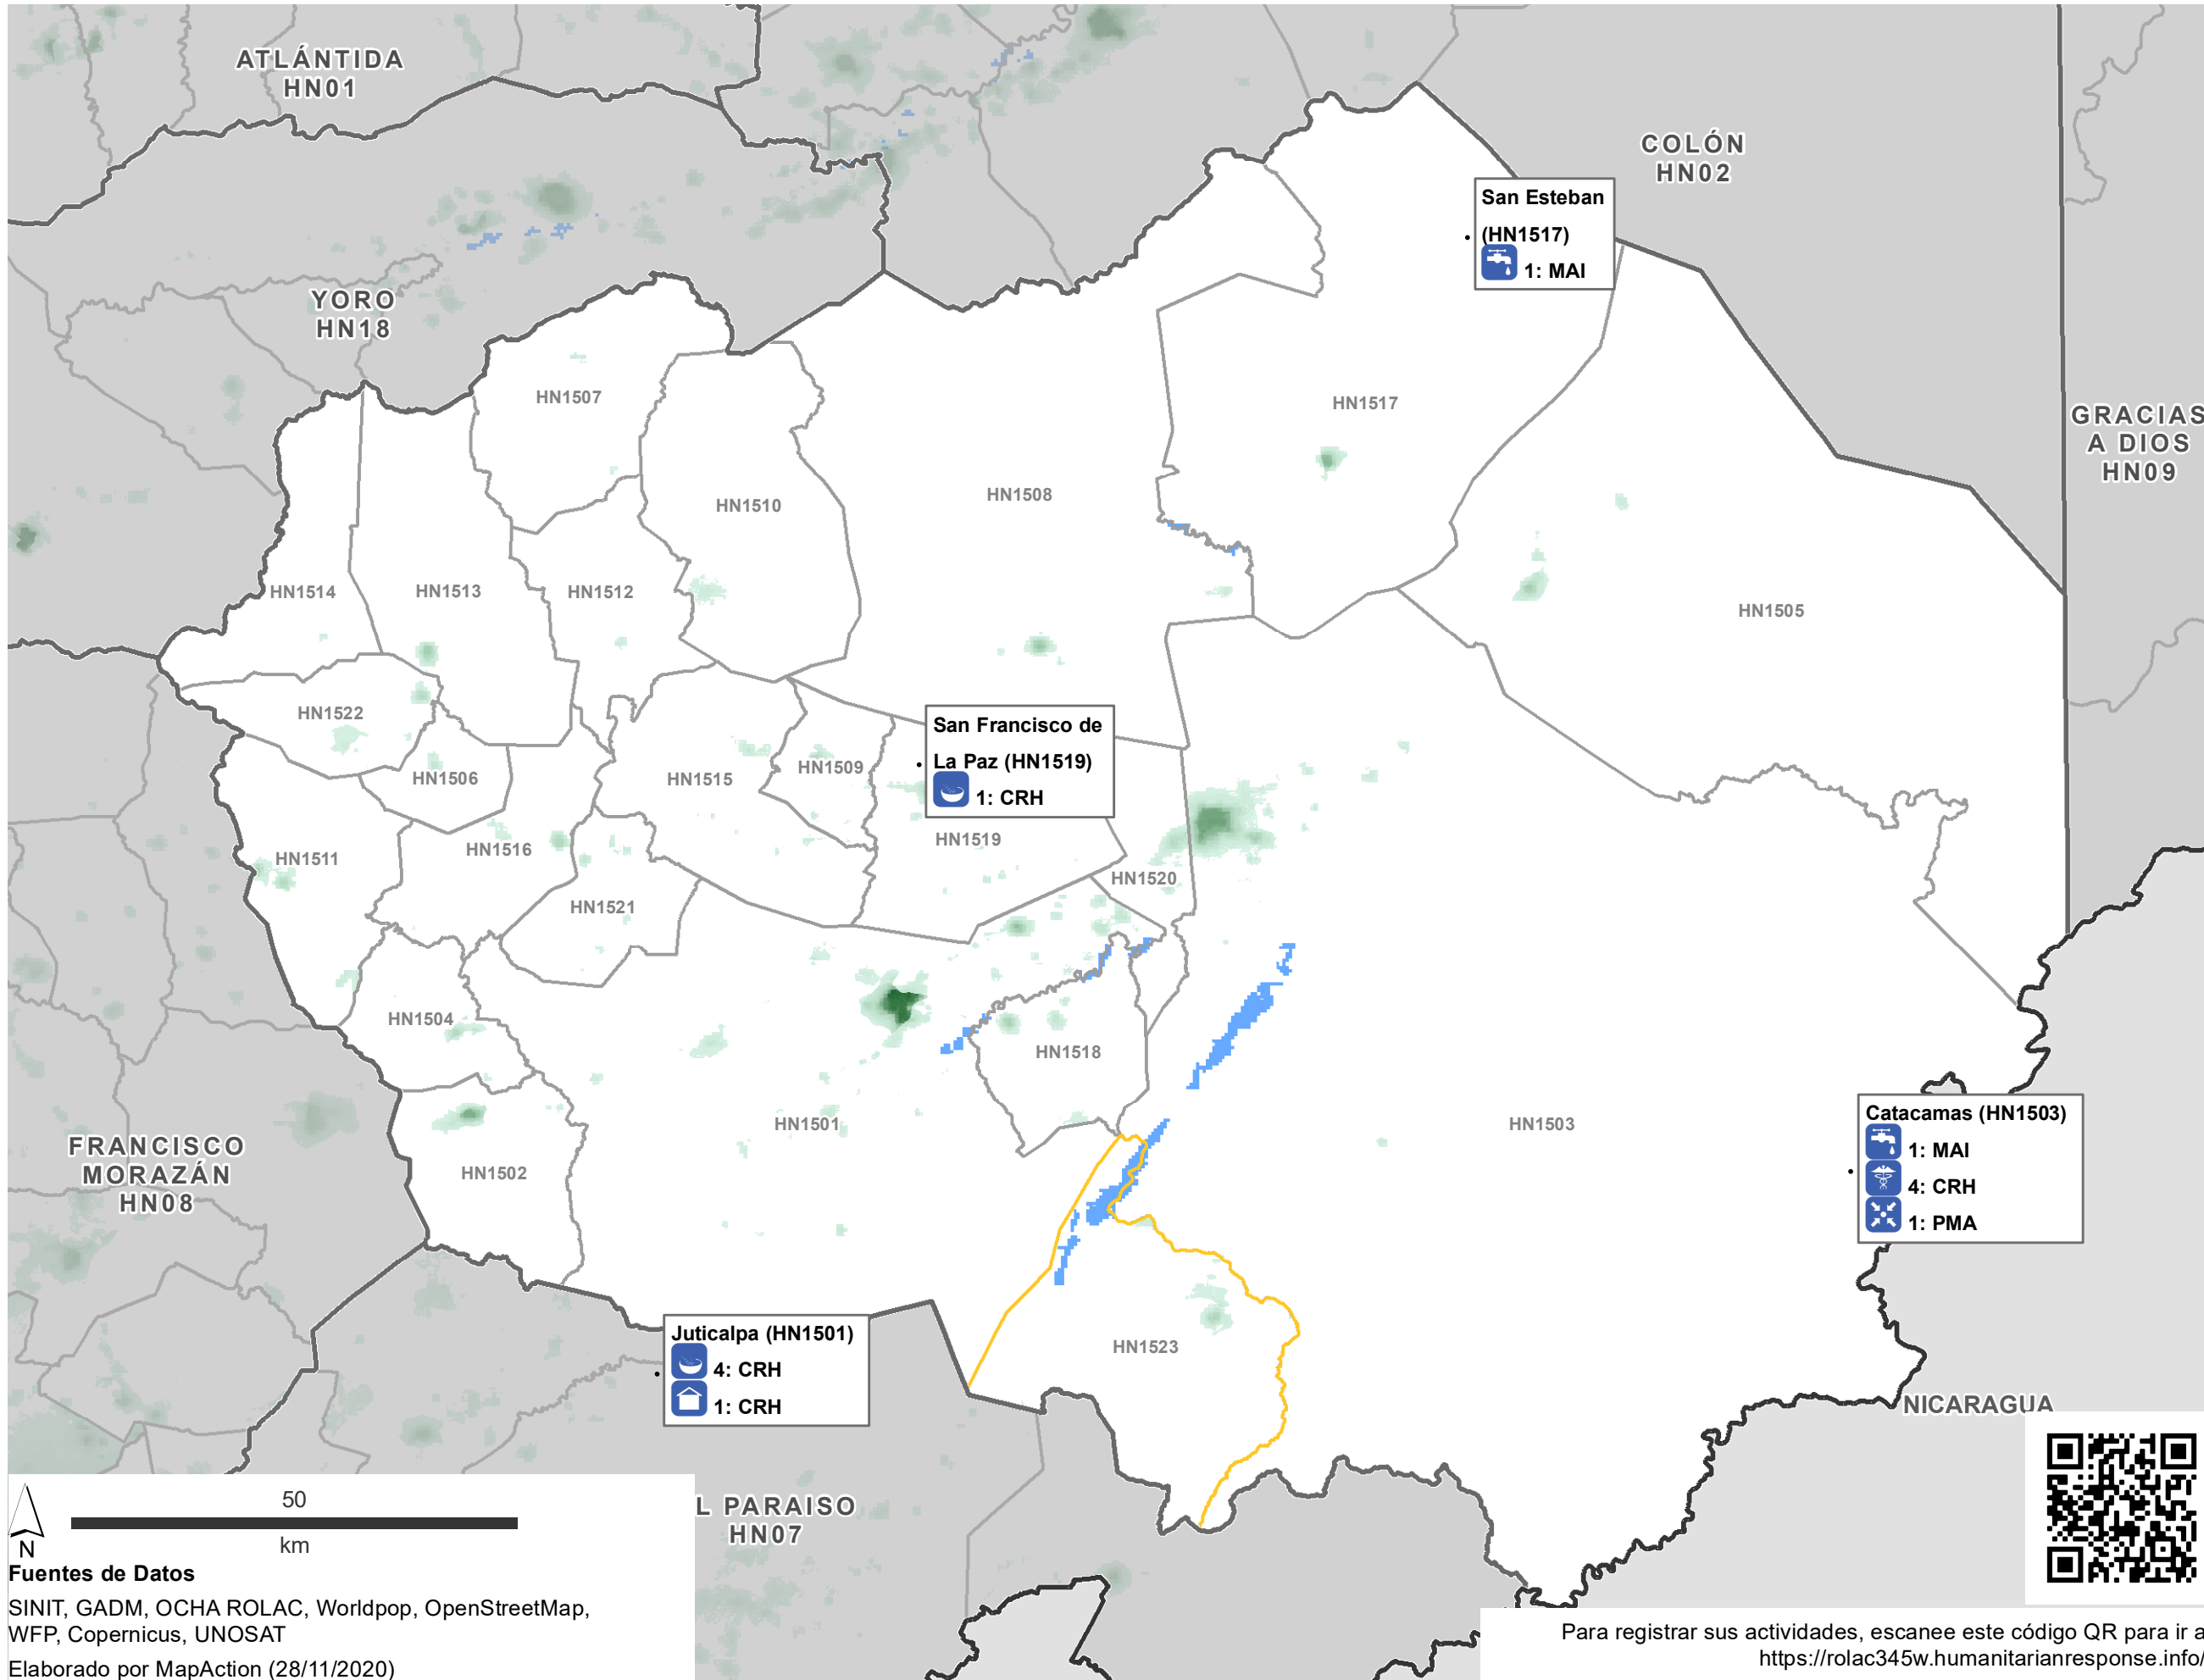 ATLÁNTIDA
HN01
COLÓN
HN02
San Esteban
(HN1517)
1: MAI
YORO
HN18
HN1507
HN1517
GRACIAS
A DIOS
HN09
HN1508
HN1510
HN1514
HN1513
HN1512
HN1505
HN1522
San Francisco de
La Paz (HN1519)
1: CRH
HN1506
HN1515
HN1509
HN1519
HN1516
HN1511
HN1520
HN1521
HN1504
HN1518
HN1501
HN1503
Catacamas (HN1503)
1: MAI
4: CRH
1: PMA
FRANCISCO
MORAZÁN
HN08
HN1502
Juticalpa (HN1501)
4: CRH
1: CRH
HN1523
NICARAGUA
L PARAISO
HN07
50
km
N
Fuentes de Datos
SINIT, GADM, OCHA ROLAC, Worldpop, OpenStreetMap,
WFP, Copernicus, UNOSAT
Elaborado por MapAction (28/11/2020)
Para registrar sus actividades, escanee este código QR para ir a
https://rolac345w.humanitarianresponse.info/